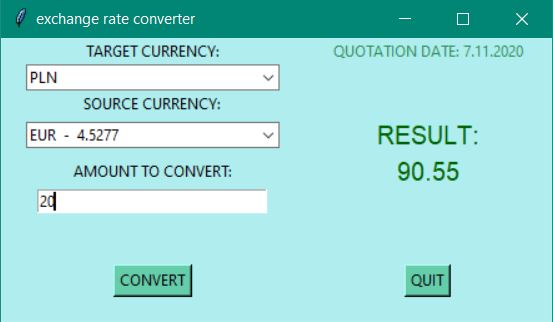 exchange rate converter
TARGET CURRENCY:
PLN
SOURCE CURRENCY:
EUR - 4.5277
AMOUNT TO CONVERT:
20
CONVERT
QUOTATION DATE: 7.11.2020
RESULT:
90.55
QUIT